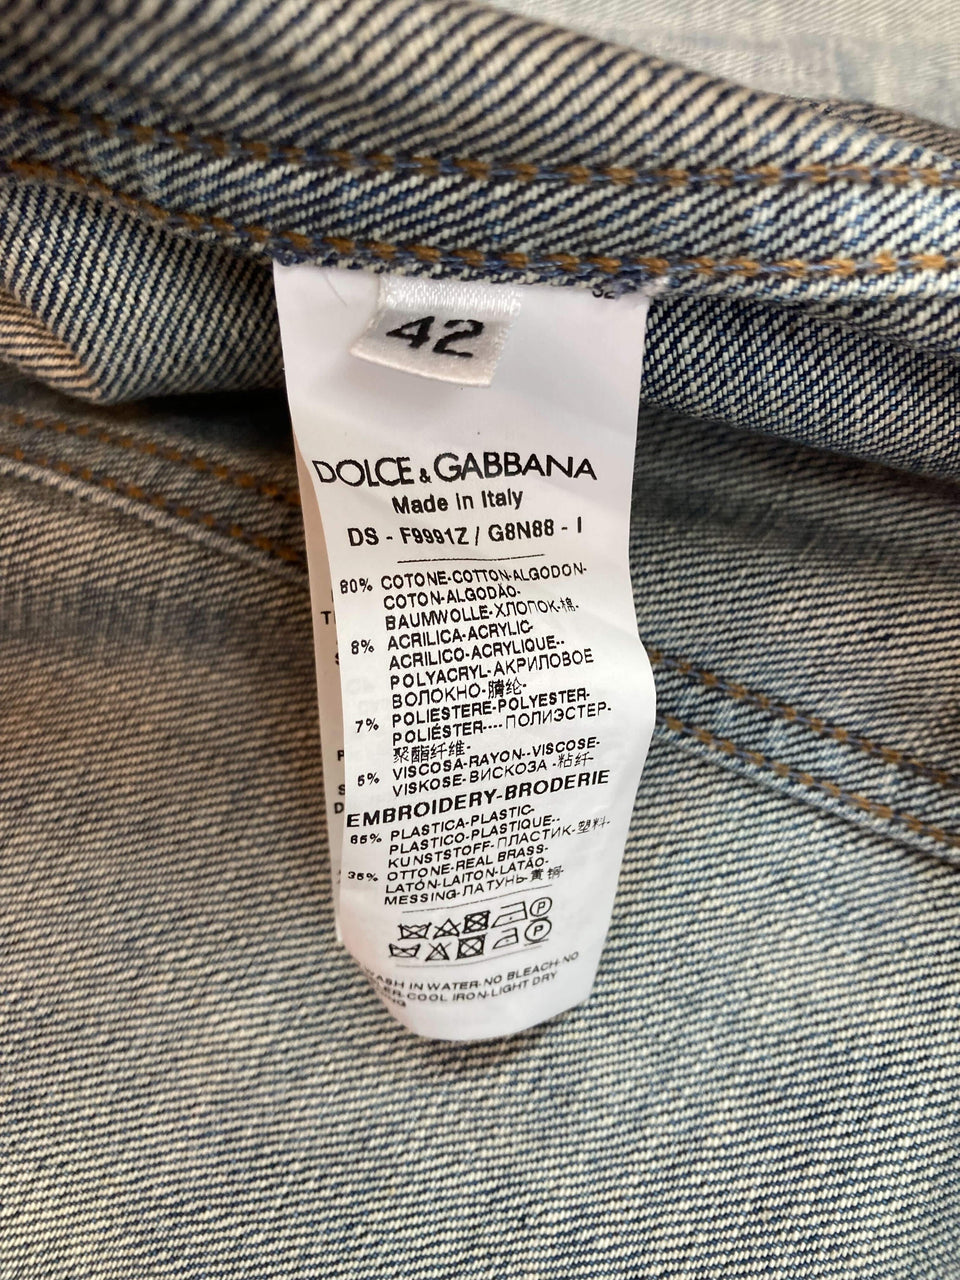 42
DOLCE & GABBANA
Made in Italy
DS - F9991Z / G8N88 - I
80% COTONE-COTTON-ALGODON-
COTON-ALGODÃO-
BAUMWOLLE-ХЛОПОК-棉-
8% ACRILICA-ACRYLIC-
ACRILICO-ACRYLIQUE--
POLYACRYL-АКРИЛОВОЕ
ВОЛОКНО-腈纶-
7% POLIESTERE-POLYESTER-
POLIÉSTER----ПОЛИЭСТЕР-
聚酯纤维-
5% VISCOSA-RAYON--VISCOSE-
VISKOSE-ВИСКОЗА -粘纤-
EMBROIDERY-BRODERIE
65% PLASTICA-PLASTIC-
PLASTICO-PLASTIQUE--
KUNSTSTOFF-ПЛАСТИК-塑料-
35% OTTONE-REAL BRASS-
LATÓN-LAITON-LATÃO-
MESSING-ЛАТУНЬ-黄铜-
WASH IN WATER-NO BLEACH-NO
COOL IRON-LIGHT DRY